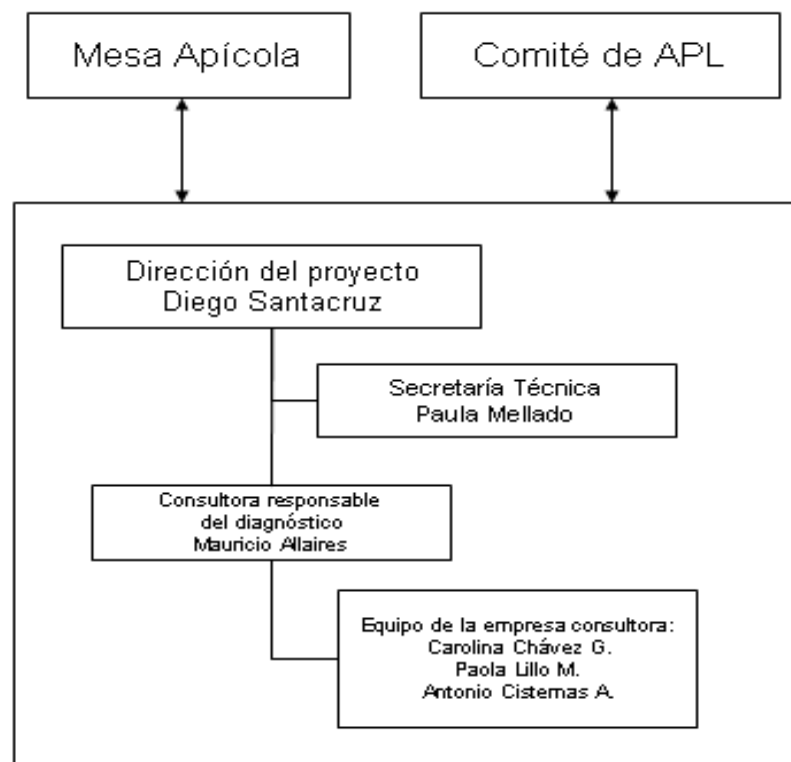 Mesa Apícola
Comité de APL
Dirección del proyecto
Diego Santacruz
Secretaría Técnica
Paula Mellado
Consultora responsable
del diagnóstico
Mauricio Allaires
Equipo de la empresa consultora:
Carolina Chávez G.
Paola Lillo M.
Antonio Cisternas A.